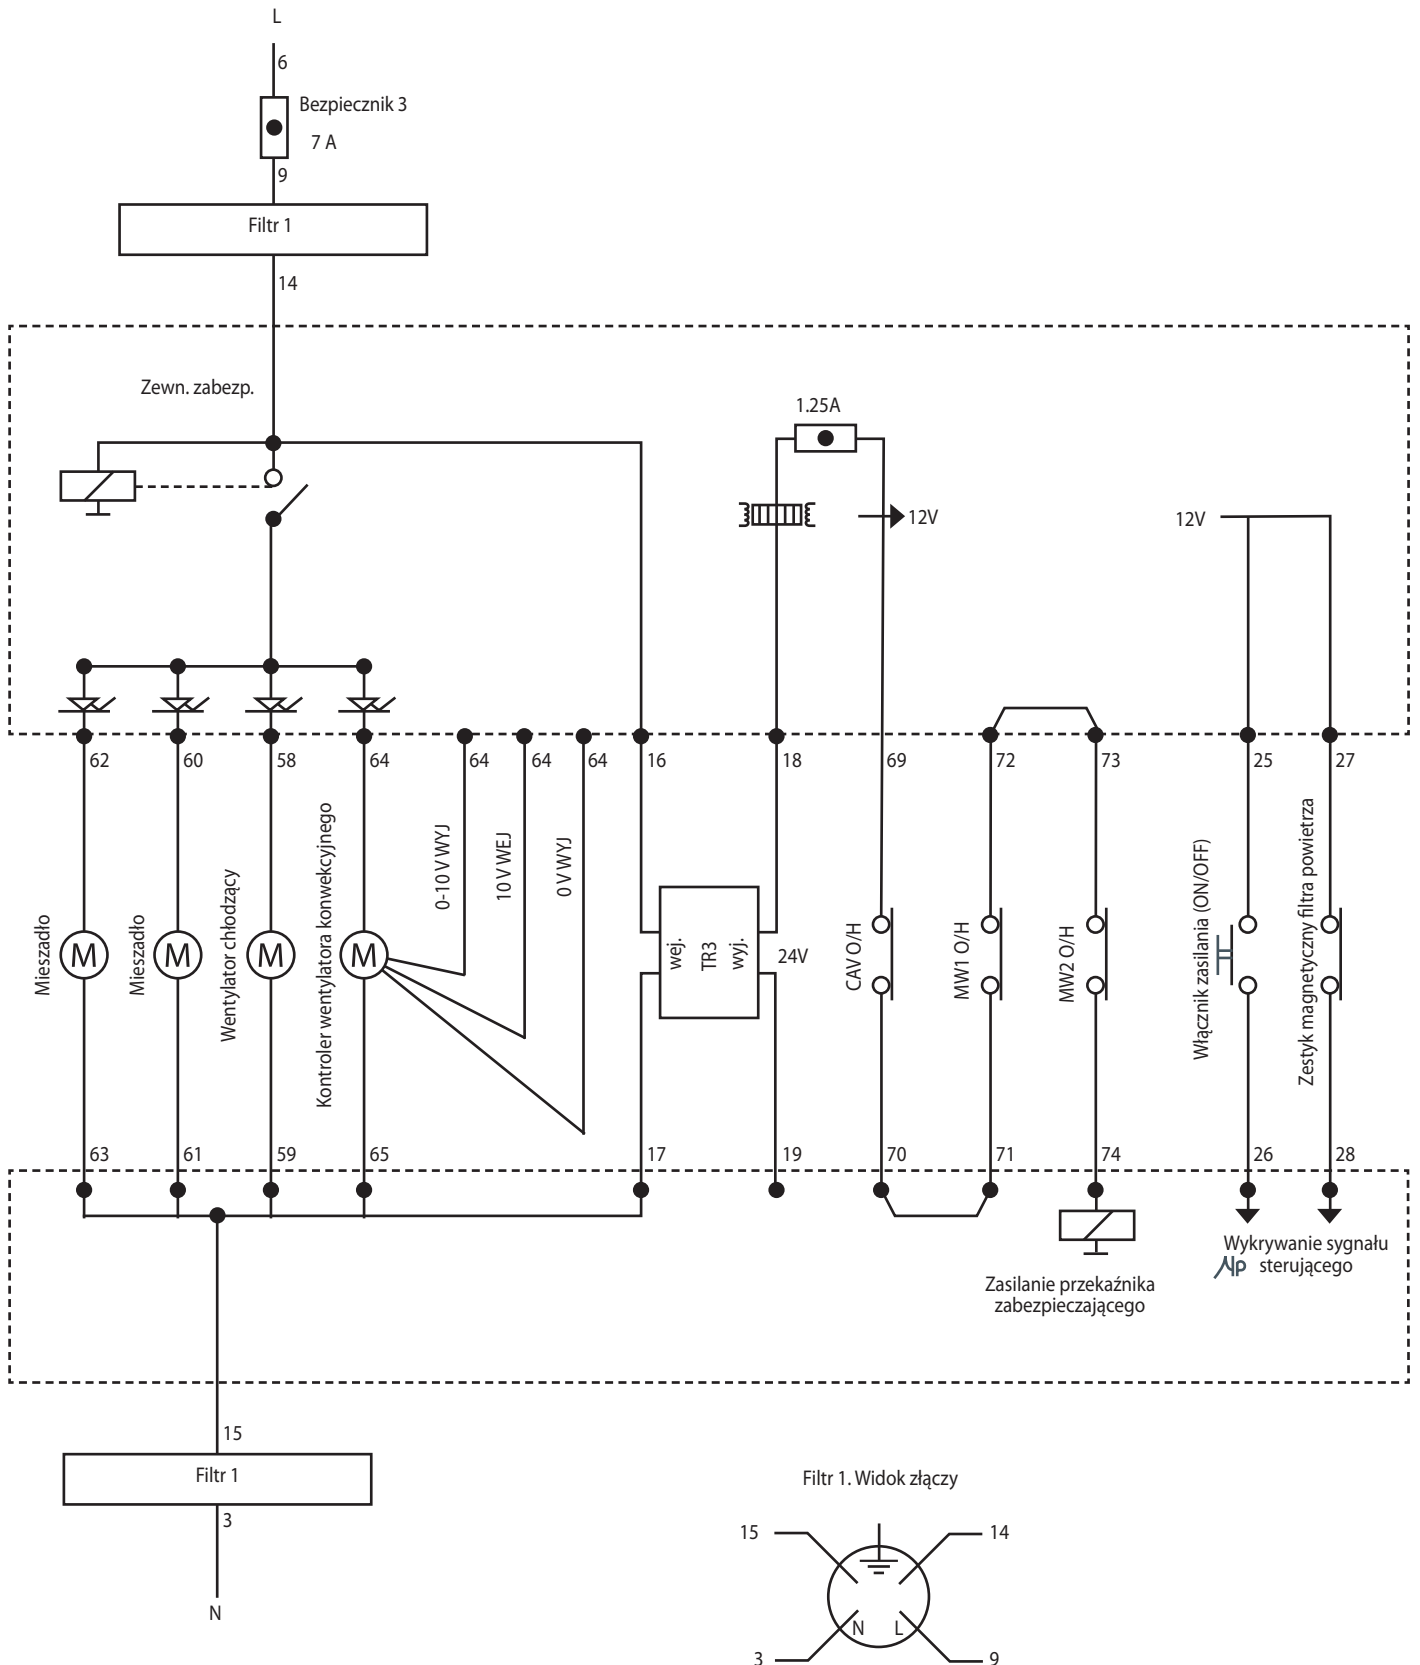 L
6
Bezpiecznik 3
7 A
9
Filtr 1
14
Zewn. zabezp.
1.25A
12V
12V
62
60
58
64
64
64
64
16
18
69
72
73
25
27
Mieszadło
Mieszadło
Wentylator chłodzący
Kontroler wentylatora konwekcyjnego
0-10 V WYJ
10 V WEJ
0 V WYJ
wej.
TR3
wyj.
24V
CAV O/H
MW1 O/H
MW2 O/H
Włącznik zasilania (ON/OFF)
Zestyk magnetyczny filtra powietrza
M
M
M
M
63
61
59
65
17
19
70
71
74
26
28
Wykrywanie sygnału
sterującego
Zasilanie przekaźnika
zabezpieczającego
15
Filtr 1
3
N
Filtr 1. Widok złączy
15
14
N
L
3
9